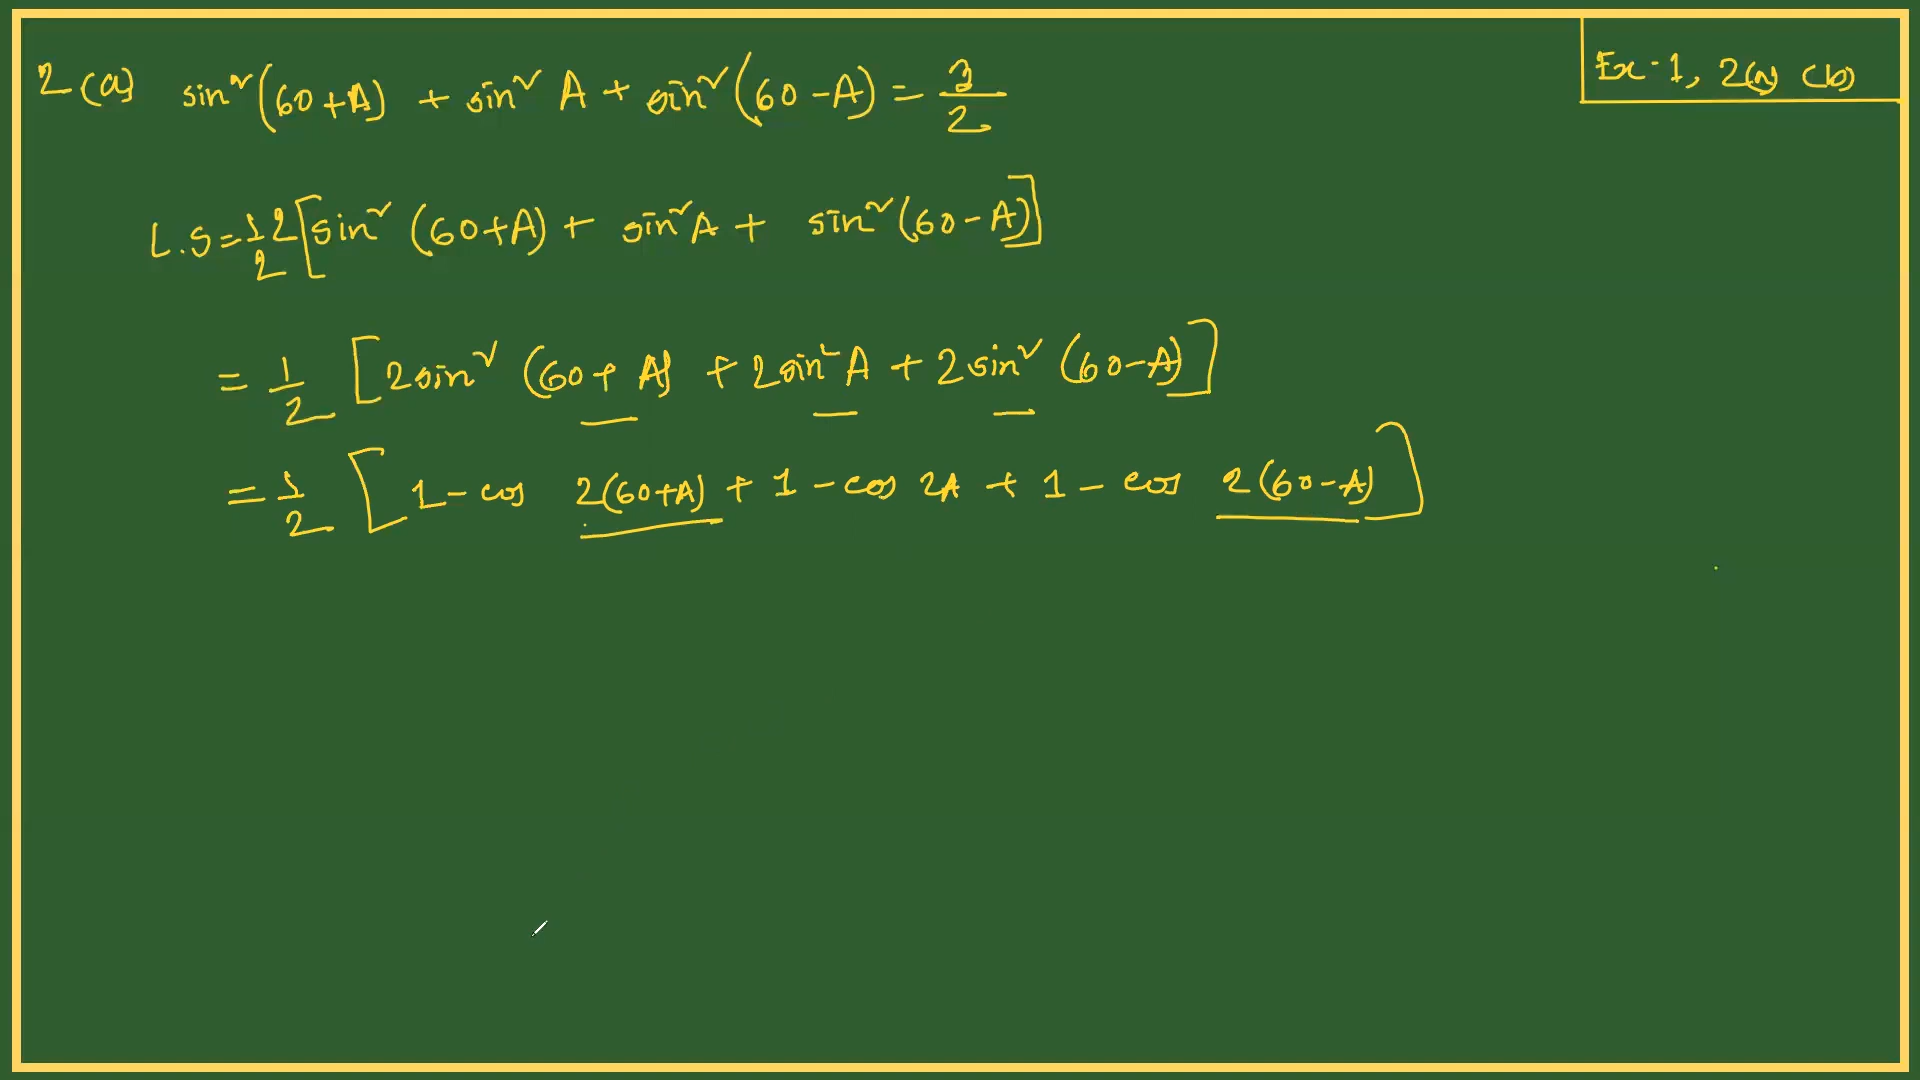 Ex-1, 2(a) (b)
2(a) sin²(60+A) + sin² A + sin²(60-A) = 3/2
L.S = 1/2 2[sin² (60+A) + sin²A + sin²(60-A)]
= 1/2 [2sin² (60+A) + 2sin²A + 2sin² (60-A)]
= 1/2 [1-cos 2(60+A) + 1-cos 2A + 1-cos 2(60-A)]